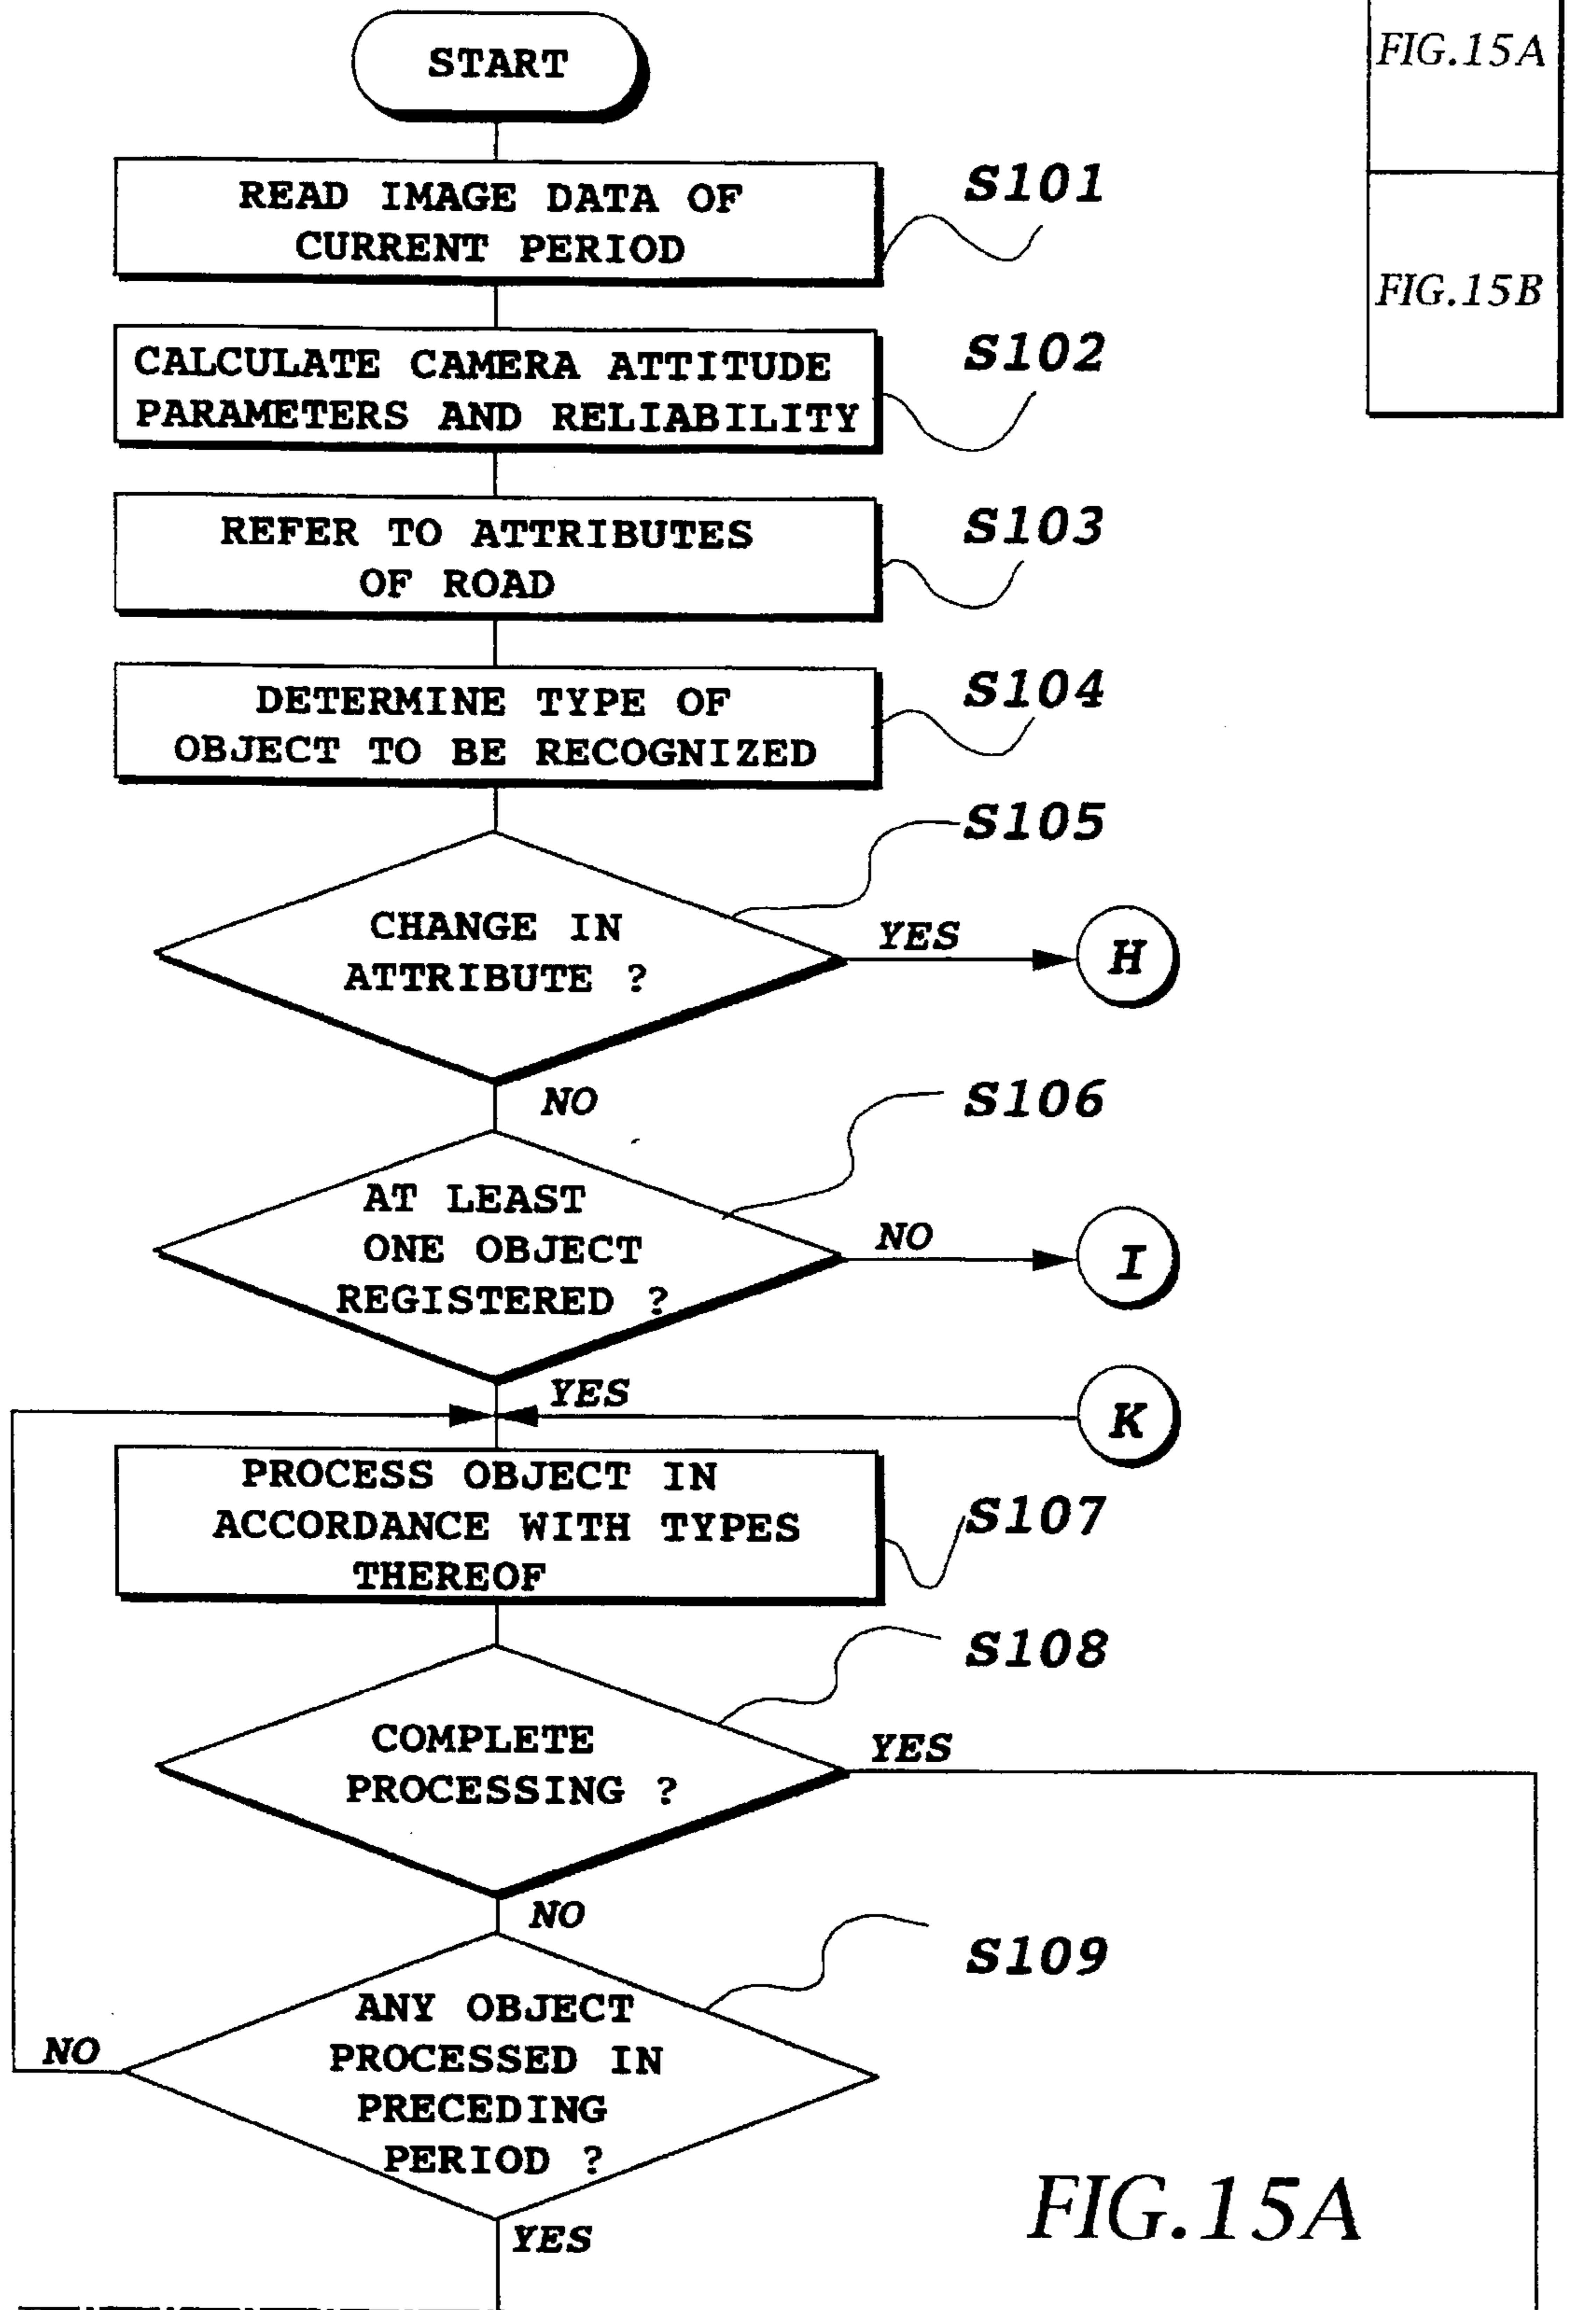 START
FIG.15A
FIG.15B
READ IMAGE DATA OF
CURRENT PERIOD
S101
CALCULATE CAMERA ATTITUDE
PARAMETERS AND RELIABILITY
S102
REFER TO ATTRIBUTES
OF ROAD
S103
DETERMINE TYPE OF
OBJECT TO BE RECOGNIZED
S104
S105
CHANGE IN
ATTRIBUTE ?
YES
H
NO
S106
AT LEAST
ONE OBJECT
REGISTERED ?
NO
I
YES
K
PROCESS OBJECT IN
ACCORDANCE WITH TYPES
THEREOF
S107
S108
COMPLETE
PROCESSING ?
YES
NO
S109
ANY OBJECT
PROCESSED IN
PRECEDING
PERIOD ?
NO
YES
FIG.15A